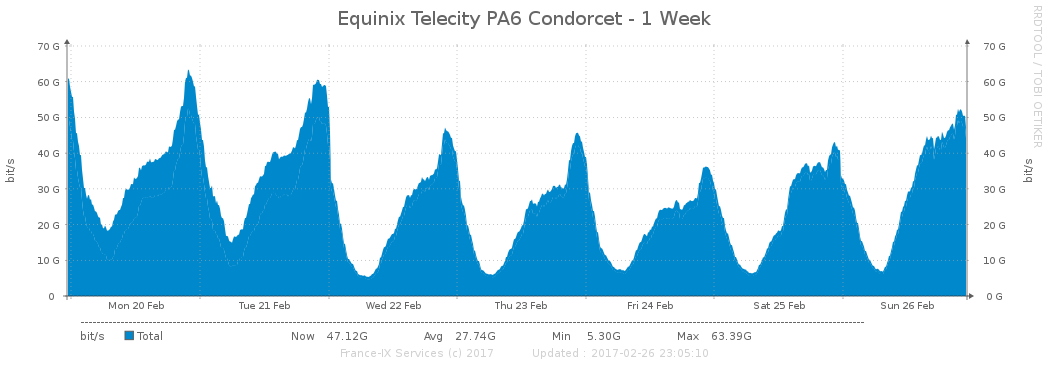 Equinix Telecity PA6 Condorcet - 1 Week
RRDTOOL / TOBI OETIKER
70 G 70 G
60 G 60 G
50 G 50 G
40 G 40 G
30 G 30 G
20 G 20 G
10 G 10 G
0 0 G
bit/s
bit/s
Mon 20 Feb Tue 21 Feb Wed 22 Feb Thu 23 Feb Fri 24 Feb Sat 25 Feb Sun 26 Feb
bit/s Total Now 47.12G Avg 27.74G Min 5.30G Max 63.39G
France-IX Services (c) 2017 Updated : 2017-02-26 23:05:10